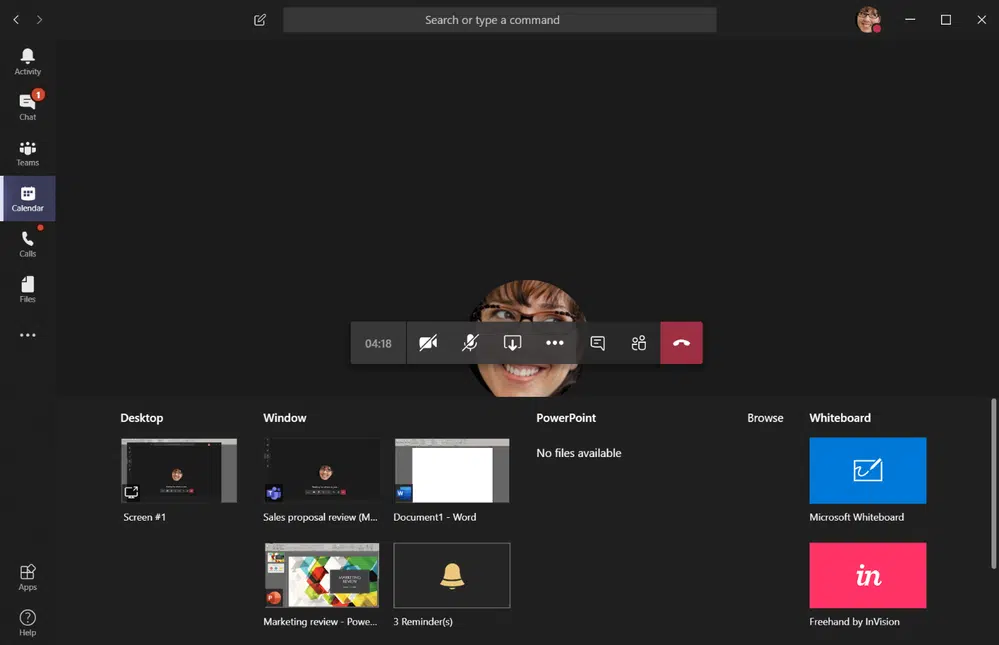 Search or type a command
Activity
1
Chat
Teams
Calendar
Calls
Files
Apps
Help
04:18
Desktop
Window
PowerPoint
Browse
Whiteboard
No files available
Screen #1
Sales proposal review (M...
Document1 - Word
Microsoft Whiteboard
MARKETING
REVIEW
in
Marketing review - Powe...
3 Reminder(s)
Freehand by InVision